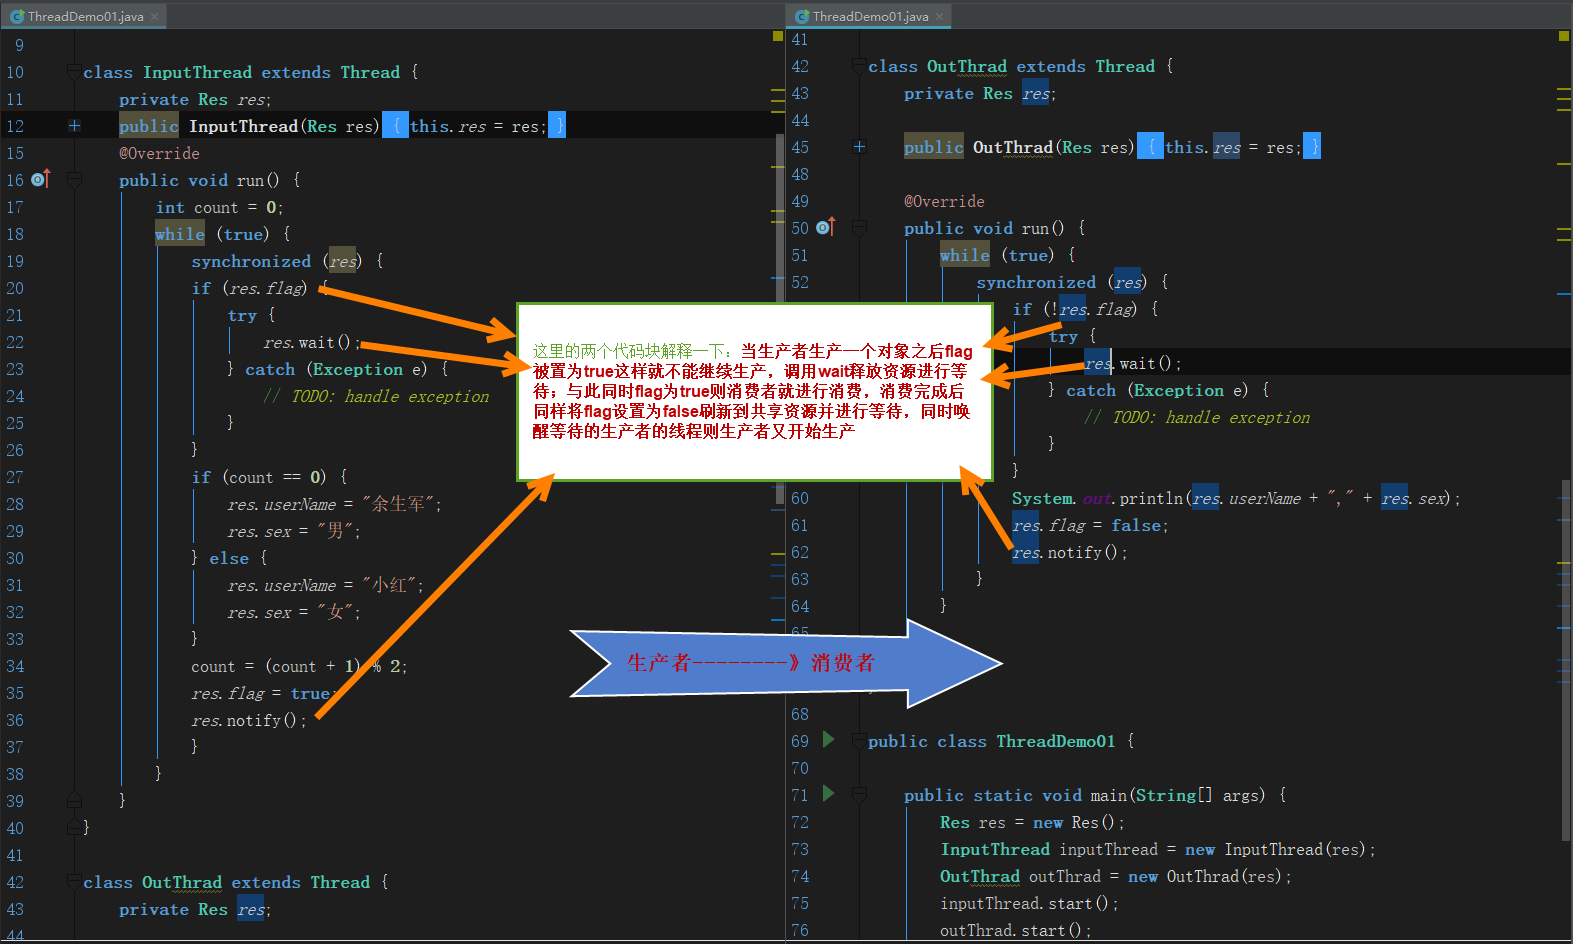 ThreadDemo01.java
9
10 class InputThread extends Thread {
11 private Res res;
12 public InputThread(Res res) { this.res = res; }
15 @Override
16 public void run() {
17 int count = 0;
18 while (true) {
19 synchronized (res) {
20 if (res.flag) {
21 try {
22 res.wait();
23 } catch (Exception e) {
24 // TODO: handle exception
25 }
26 }
27 if (count == 0) {
28 res.userName = "余生军";
29 res.sex = "男";
30 } else {
31 res.userName = "小红";
32 res.sex = "女";
33 }
34 count = (count + 1) % 2;
35 res.flag = true;
36 res.notify();
37 }
38 }
39 }
40 }
41
42 class OutThrad extends Thread {
43 private Res res;
44
这里的两个代码块解释一下：当生产者生产一个对象之后flag
被置为true这样就不能继续生产，调用wait释放资源进行等
待；与此同时flag为true则消费者就进行消费，消费完成后
同样将flag设置为false刷新到共享资源并进行等待，同时唤
醒等待的生产者的线程则生产者又开始生产
生产者--------》消费者
ThreadDemo01.java
41
42 class OutThrad extends Thread {
43 private Res res;
44
45 public OutThrad(Res res) { this.res = res; }
48
49 @Override
50 public void run() {
51 while (true) {
52 synchronized (res) {
if (!res.flag) {
try {
res.wait();
} catch (Exception e) {
// TODO: handle exception
}
}
60 System.out.println(res.userName + "," + res.sex);
61 res.flag = false;
62 res.notify();
63 }
64 }
65
68
69 public class ThreadDemo01 {
70
71 public static void main(String[] args) {
72 Res res = new Res();
73 InputThread inputThread = new InputThread(res);
74 OutThrad outThrad = new OutThrad(res);
75 inputThread.start();
76 outThrad.start();